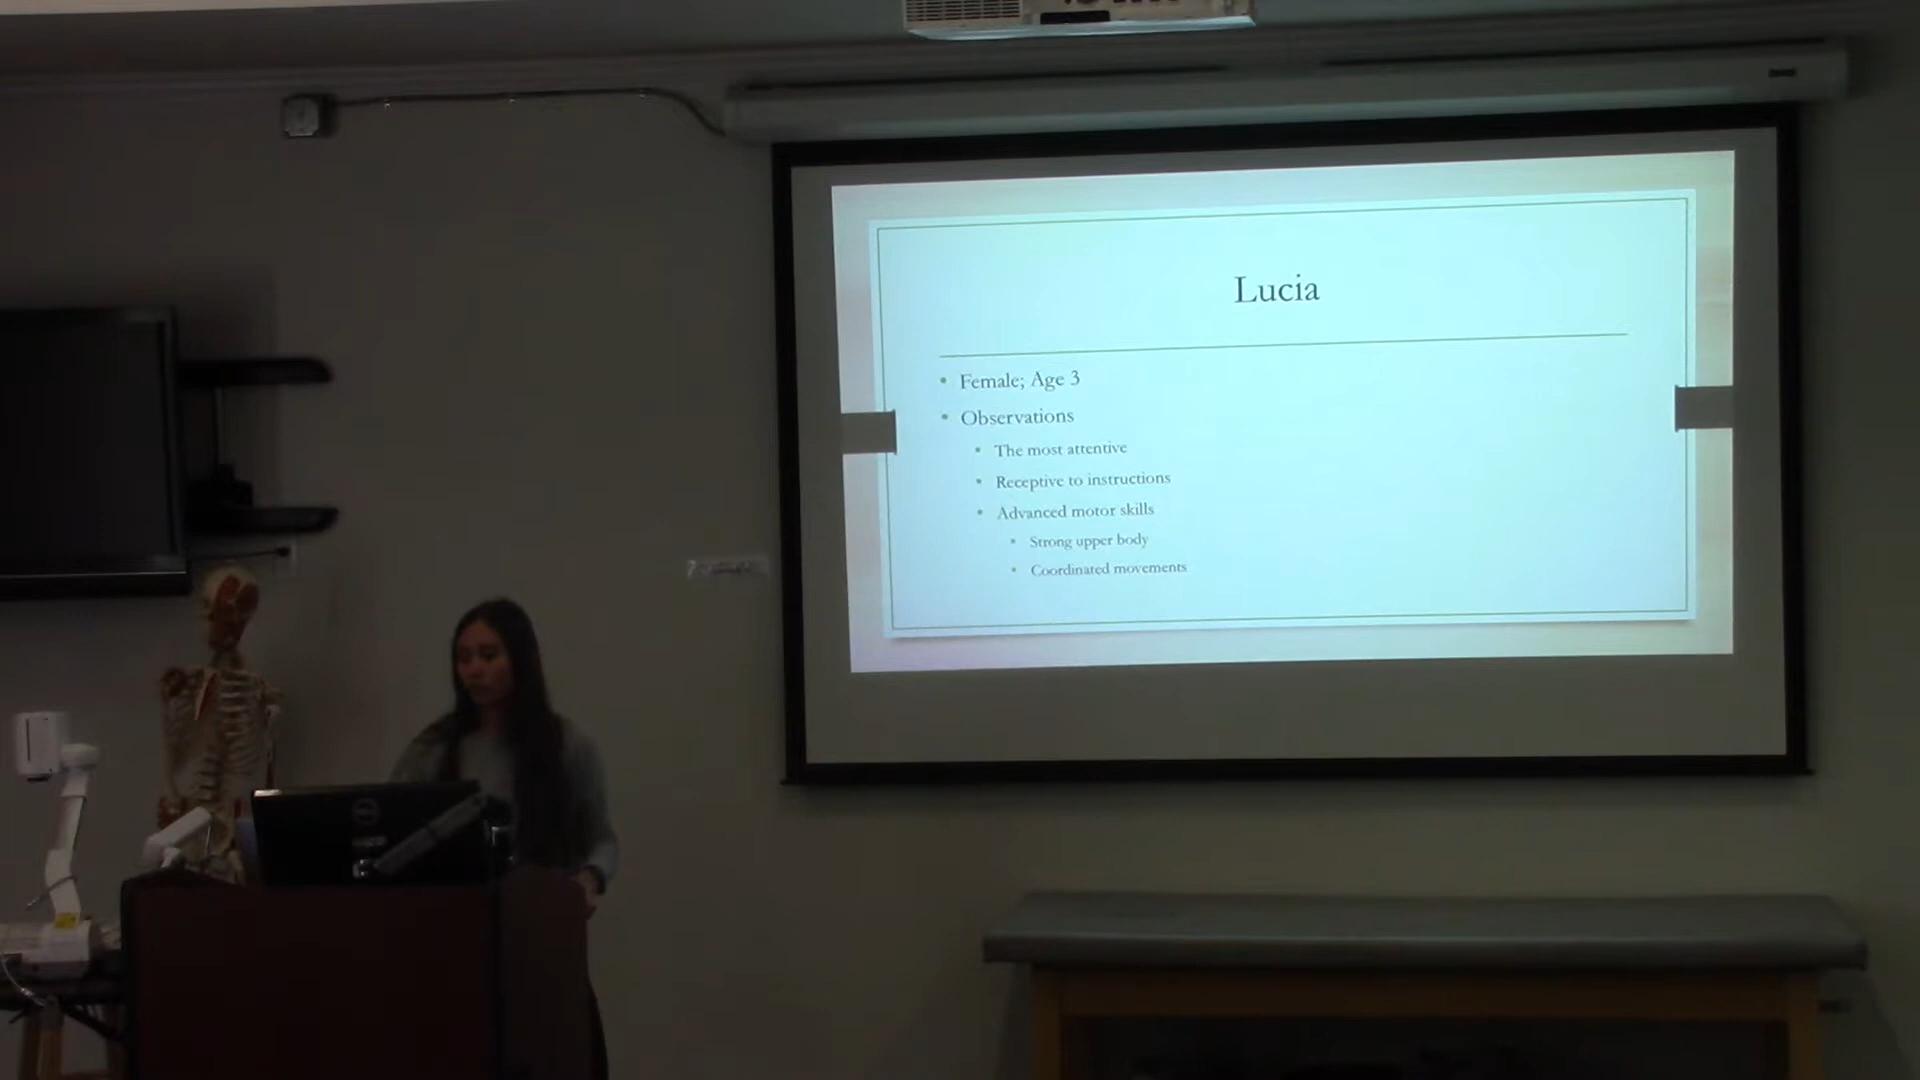 Lucia
Female; Age 3
Observations
The most attentive
Receptive to instructions
Advanced motor skills
Strong upper body
Coordinated movements